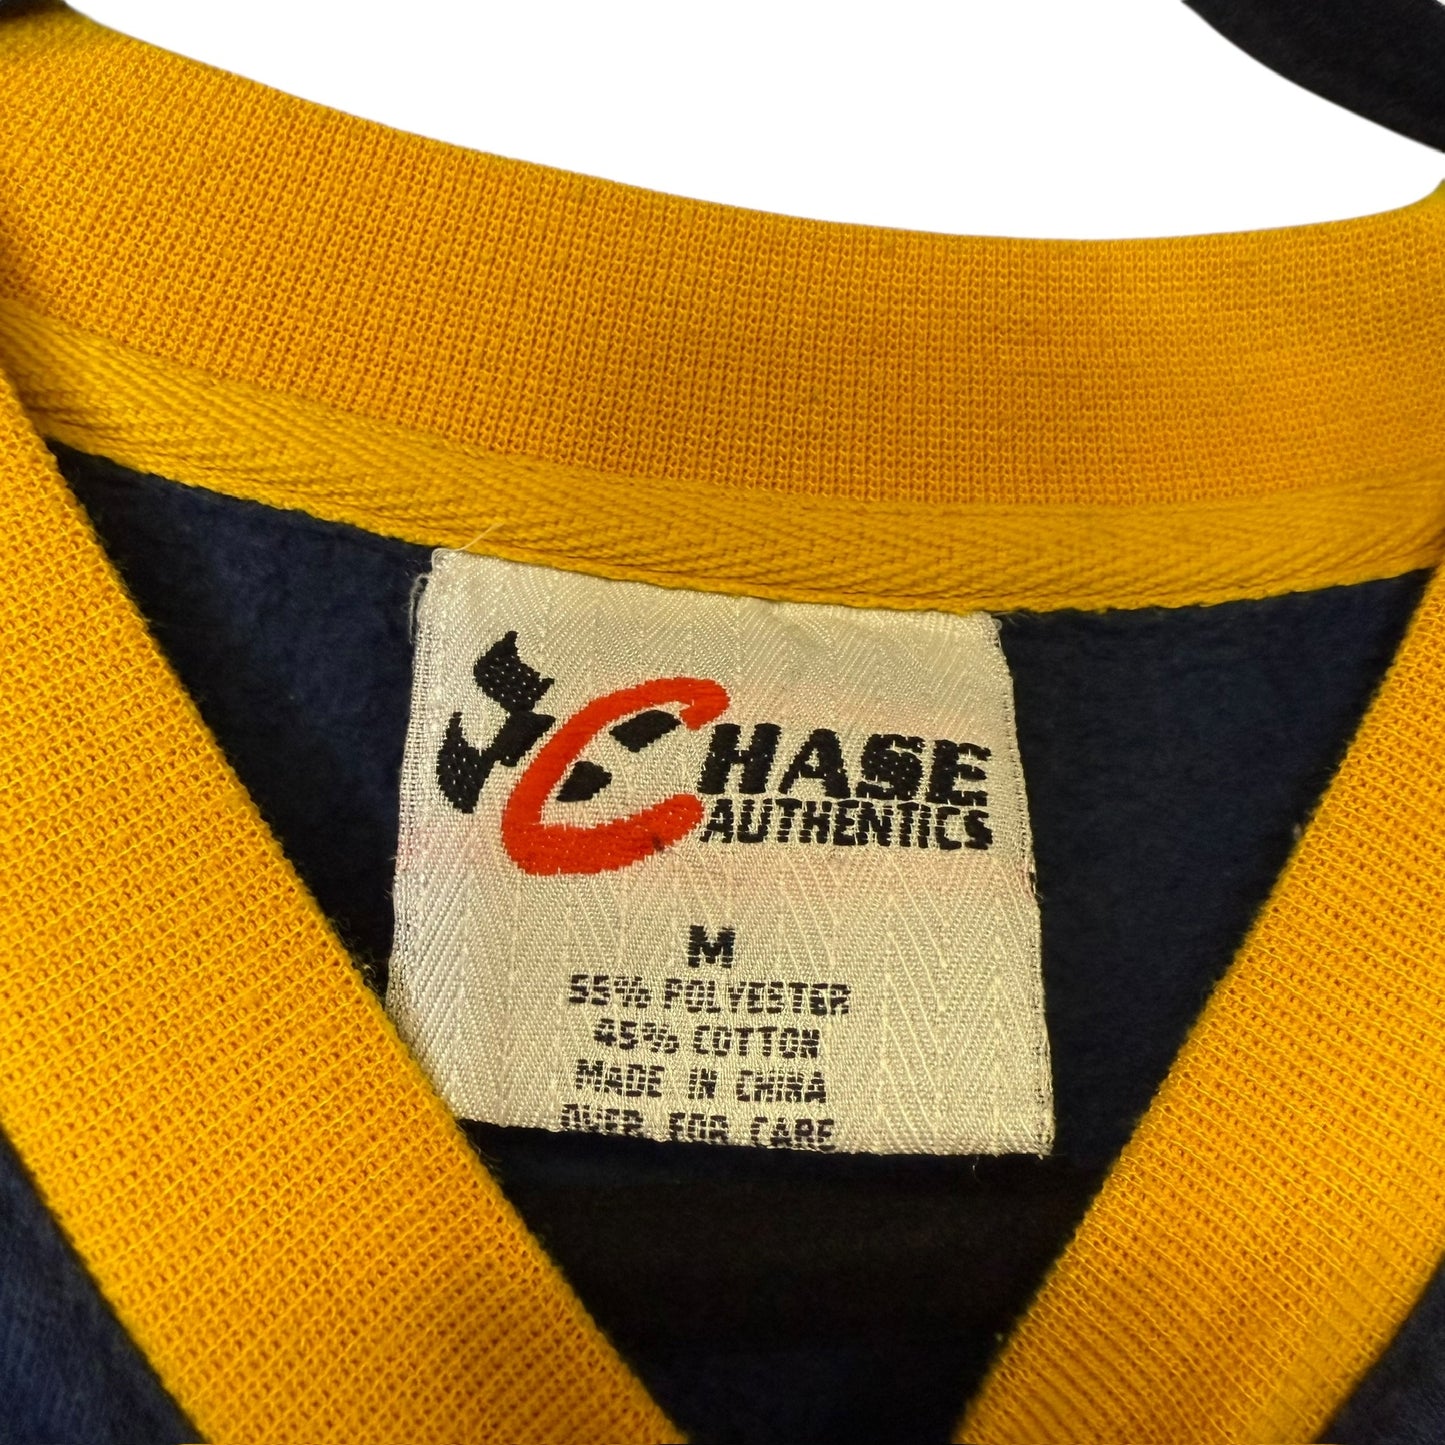 CHASE
AUTHENTICS
M
55% POLYESTER
45% COTTON
MADE IN CHINA
OVER FOR CARE